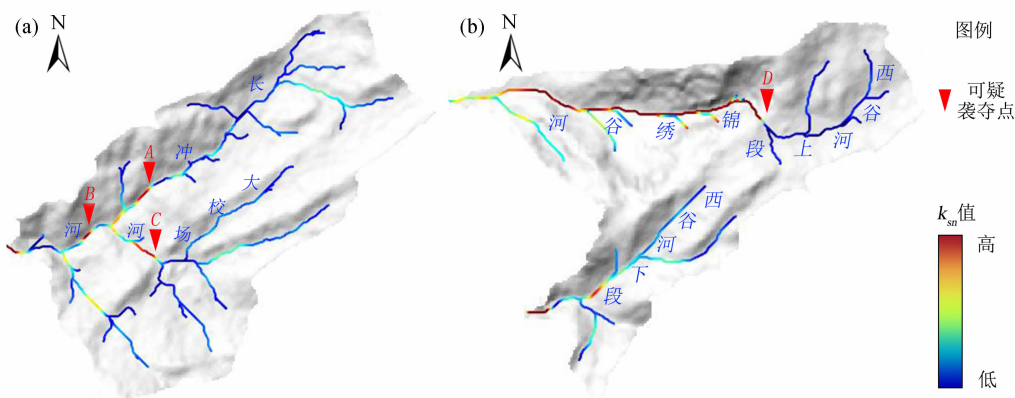 (a)
N
长
冲
河
大
校
场
河
A
B
C
(b)
N
西
谷
河
上
段
D
锦
绣
谷
河
西
谷
河
下
段
图例
可疑
袭夺点
ksn值
高
低